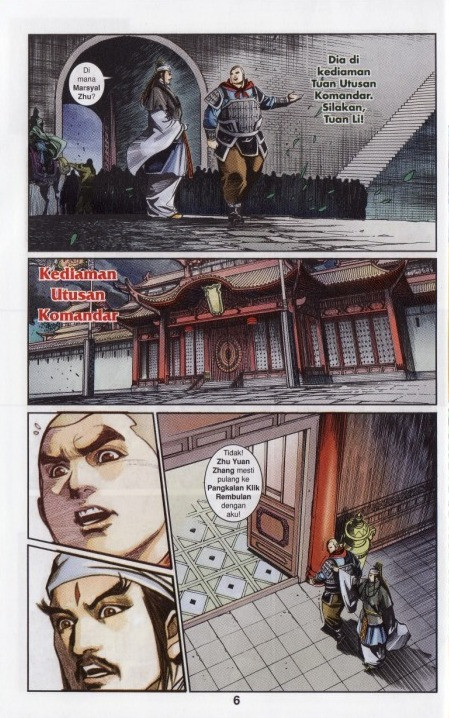 Di
mana
Marsyal
Zhu?
Dia di
kediaman
Tuan Utusan
Komandar.
Silakan,
Tuan Li!
Kediaman
Utusan
Komandar
Tidak!
Zhu Yuan
Zhang mesti
pulang ke
Pangkalan Klik
Rembulan
dengan
aku!
6